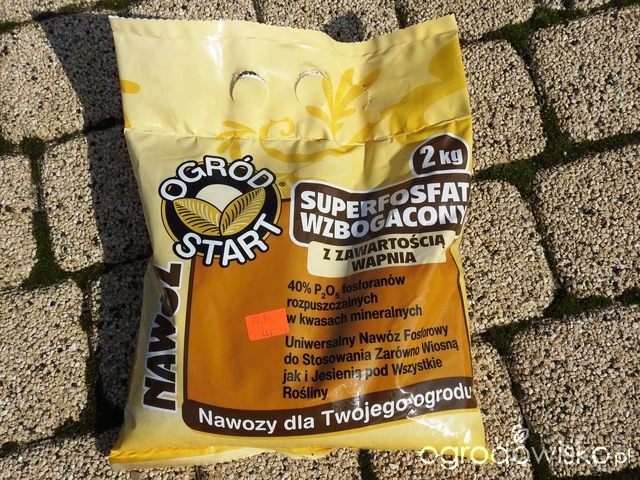 2 kg
OGRÓD
START
®
SUPERFOSFAT
WZBOGACONY
Z ZAWARTOŚCIĄ
WAPNIA
40% P₂O₅ fosforanów
rozpuszczalnych
w kwasach mineralnych
Uniwersalny Nawóz Fosforowy
do Stosowania Zarówno Wiosną
jak i Jesienią pod Wszystkie
Rośliny
NAWÓZ
Nawozy dla Twojego ogrodu
ogrodowisko.pl